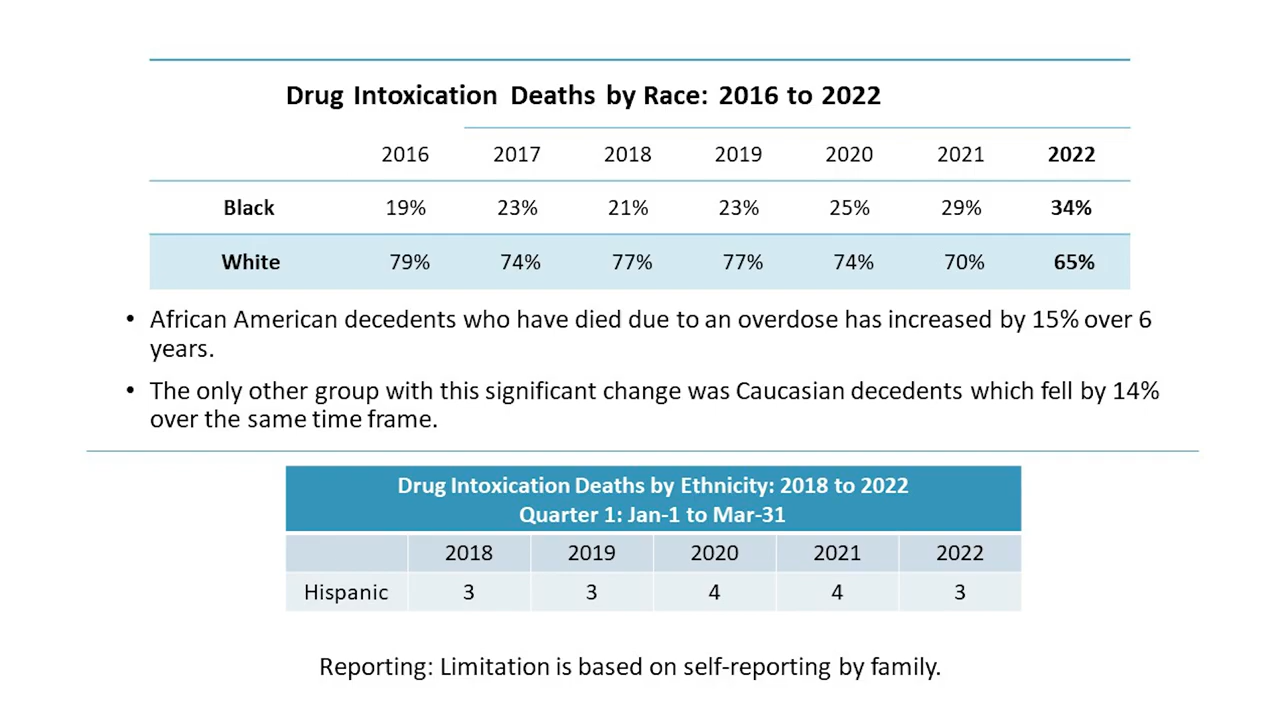 Drug Intoxication Deaths by Race: 2016 to 2022
2016 2017 2018 2019 2020 2021 2022
Black 19% 23% 21% 23% 25% 29% 34%
White 79% 74% 77% 77% 74% 70% 65%
• African American decedents who have died due to an overdose has increased by 15% over 6
years.
• The only other group with this significant change was Caucasian decedents which fell by 14%
over the same time frame.
Drug Intoxication Deaths by Ethnicity: 2018 to 2022
Quarter 1: Jan-1 to Mar-31
2018 2019 2020 2021 2022
Hispanic 3 3 4 4 3
Reporting: Limitation is based on self-reporting by family.